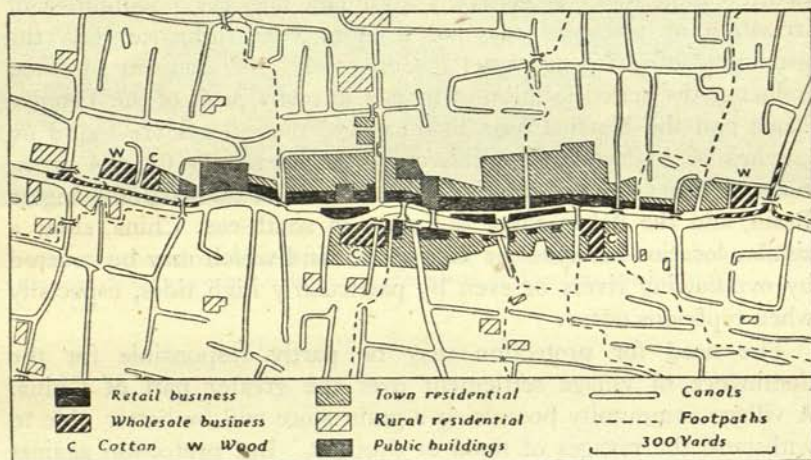 W C
W
C
C
Retail business Town residential Canals
Wholesale business Rural residential Footpaths
C Cotton W Wood Public buildings 300 Yards